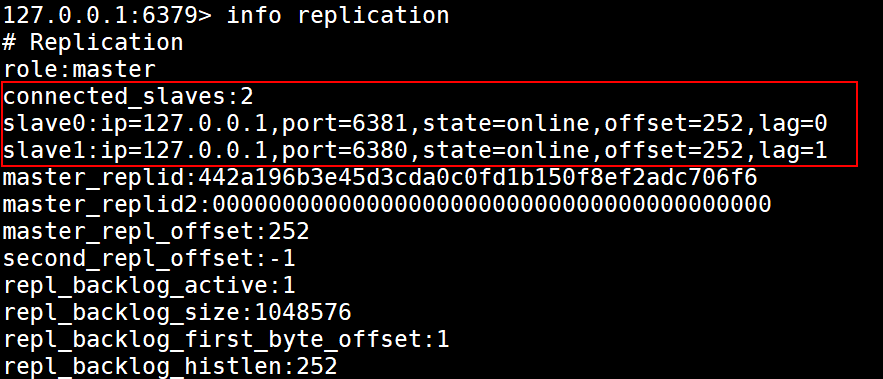 127.0.0.1:6379> info replication
# Replication
role:master
connected_slaves:2
slave0:ip=127.0.0.1,port=6381,state=online,offset=252,lag=0
slave1:ip=127.0.0.1,port=6380,state=online,offset=252,lag=1
master_replid:442a196b3e45d3cda0c0fd1b150f8ef2adc706f6
master_replid2:0000000000000000000000000000000000000000
master_repl_offset:252
second_repl_offset:-1
repl_backlog_active:1
repl_backlog_size:1048576
repl_backlog_first_byte_offset:1
repl_backlog_histlen:252